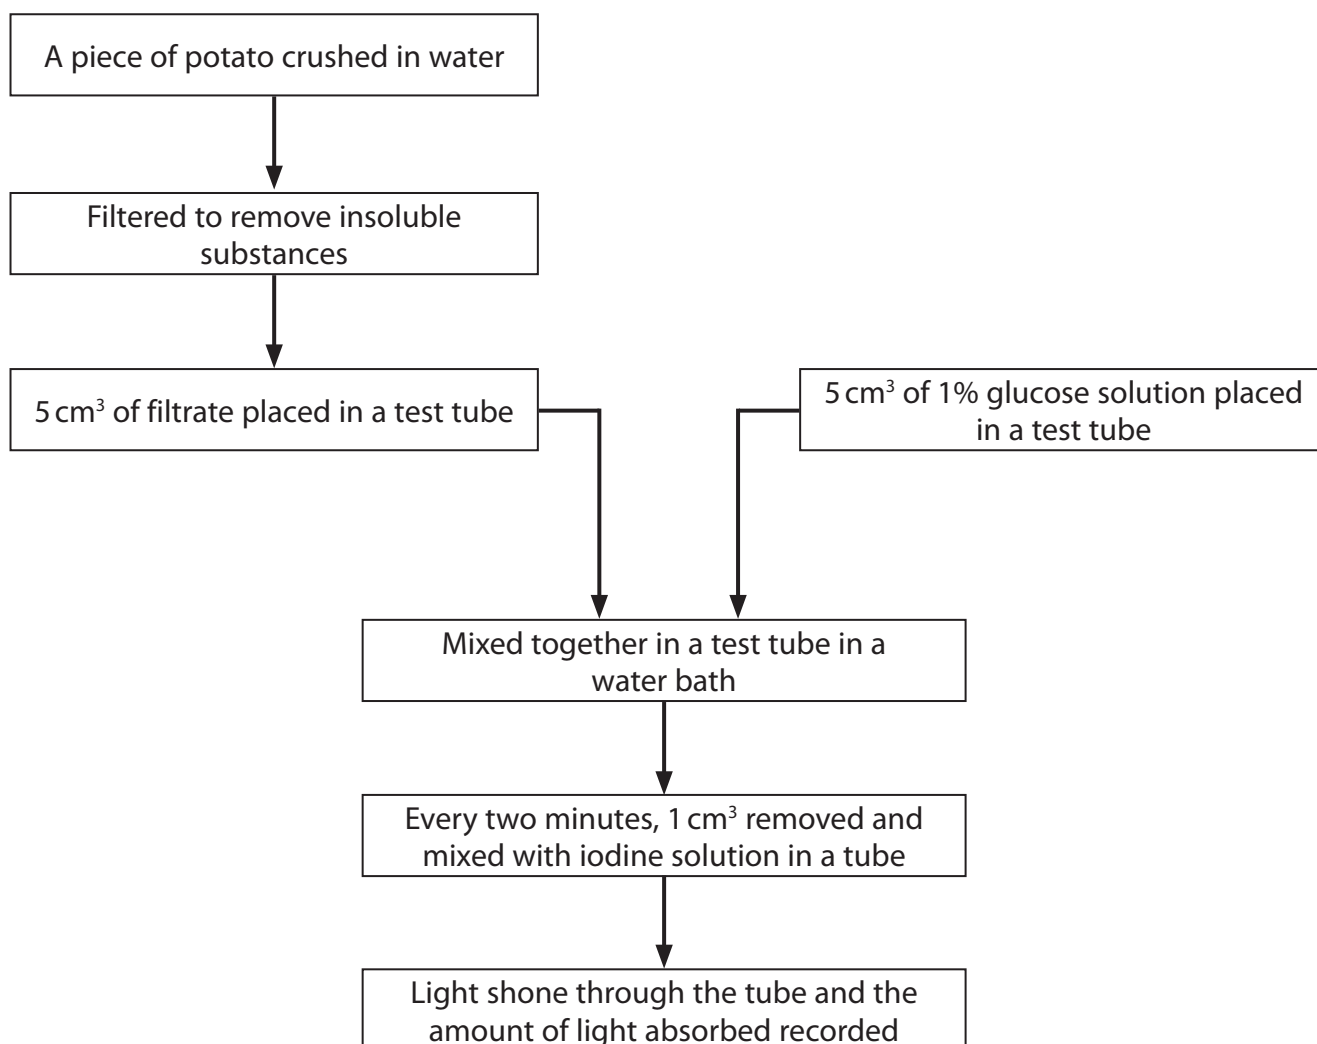 A piece of potato crushed in water
Filtered to remove insoluble
substances
5 cm³ of filtrate placed in a test tube
5 cm³ of 1% glucose solution placed
in a test tube
Mixed together in a test tube in a
water bath
Every two minutes, 1 cm³ removed and
mixed with iodine solution in a tube
Light shone through the tube and the
amount of light absorbed recorded